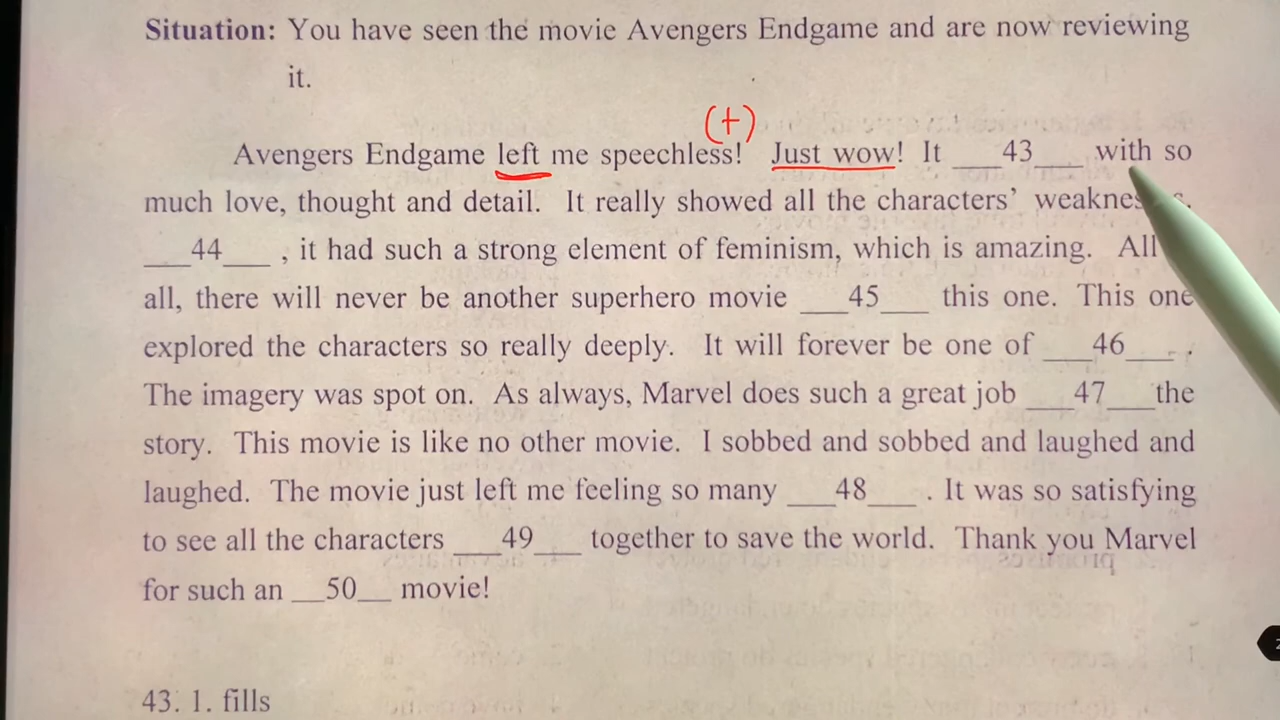 Situation: You have seen the movie Avengers Endgame and are now reviewing
it.
(+)
Avengers Endgame left me speechless! Just wow! It ___43___ with so
much love, thought and detail. It really showed all the characters'
___44___ , it had such a strong element of feminism, which is amazing. All
all, there will never be another superhero movie ___45___ this one. This one
explored the characters so really deeply. It will forever be one of ___46___ .
The imagery was spot on. As always, Marvel does such a great job ___47___ the
story. This movie is like no other movie. I sobbed and sobbed and laughed and
laughed. The movie just left me feeling so many ___48___ . It was so satisfying
to see all the characters ___49___ together to save the world. Thank you Marvel
for such an __50__ movie!
43. 1. fills